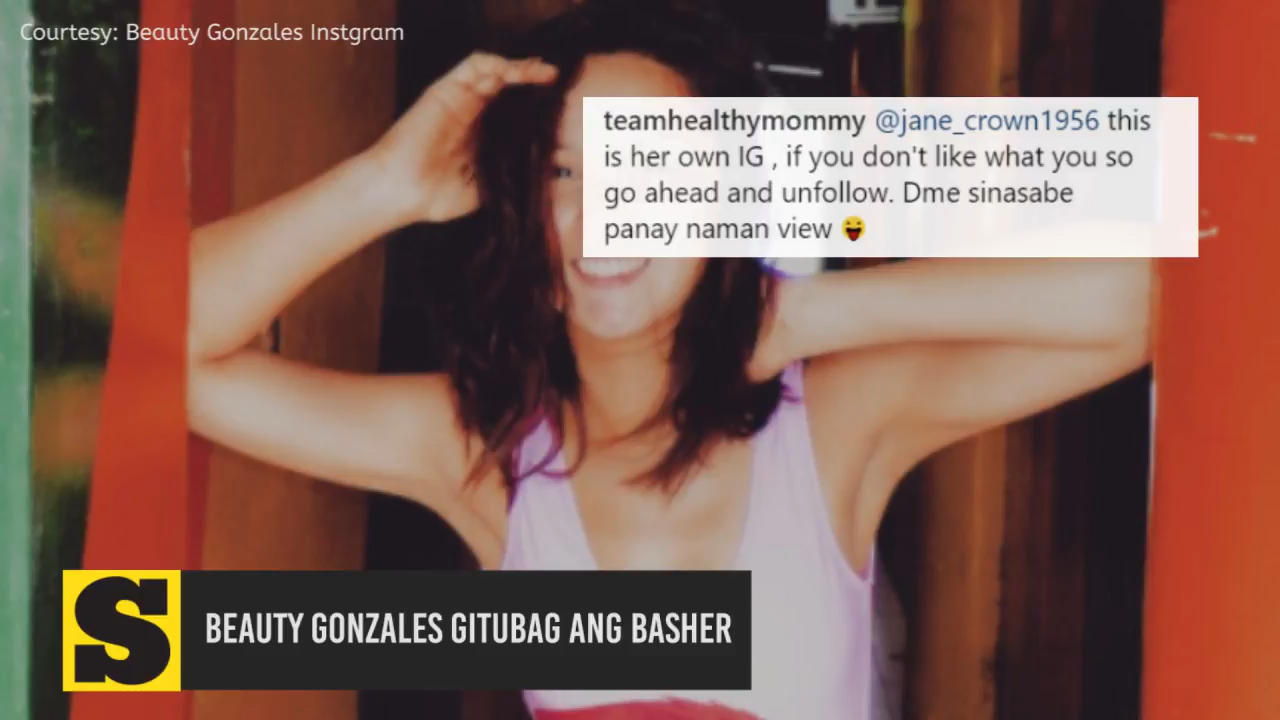 Courtesy: Beauty Gonzales Instgram
teamhealthymommy @jane_crown1956 this
is her own IG , if you don't like what you so
go ahead and unfollow. Dme sinasabe
panay naman view 😝
S
BEAUTY GONZALES GITUBAG ANG BASHER